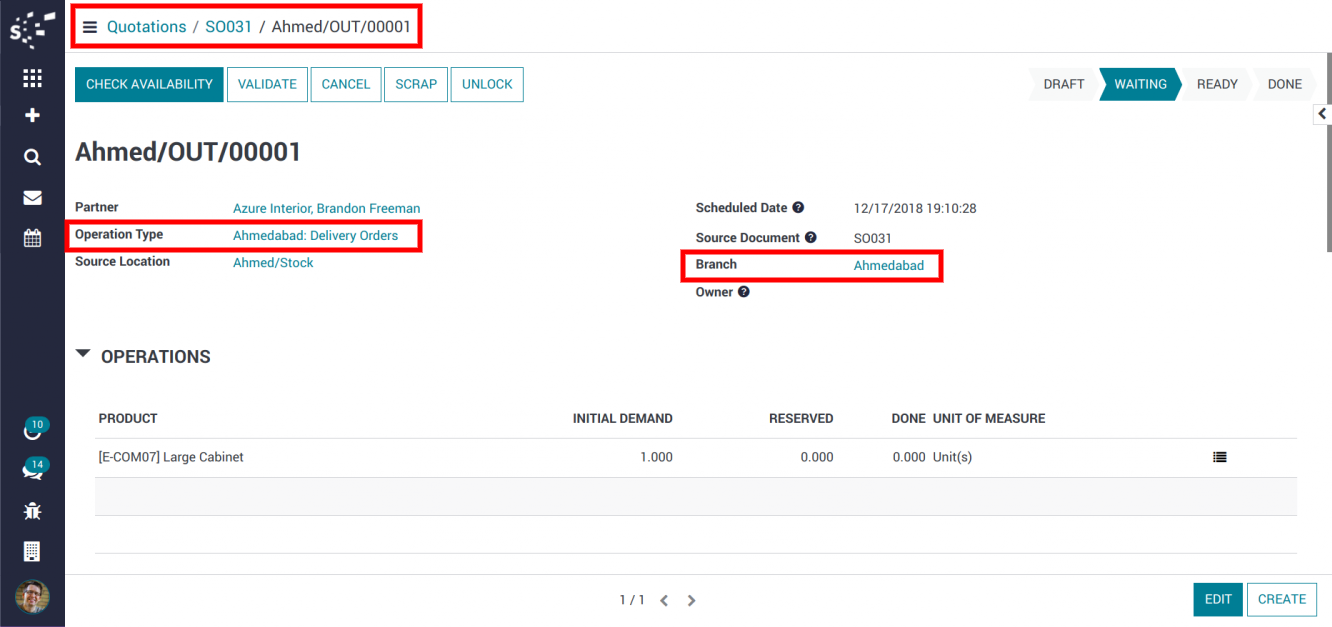 Quotations / SO031 / Ahmed/OUT/00001
CHECK AVAILABILITY VALIDATE CANCEL SCRAP UNLOCK DRAFT WAITING READY DONE
Ahmed/OUT/00001
Partner Azure Interior, Brandon Freeman Scheduled Date 12/17/2018 19:10:28
Operation Type Ahmedabad: Delivery Orders Source Document SO031
Source Location Ahmed/Stock Branch Ahmedabad
Owner
OPERATIONS
PRODUCT INITIAL DEMAND RESERVED DONE UNIT OF MEASURE
[E-COM07] Large Cabinet 1.000 0.000 0.000 Unit(s)
10
14
1 / 1 EDIT CREATE